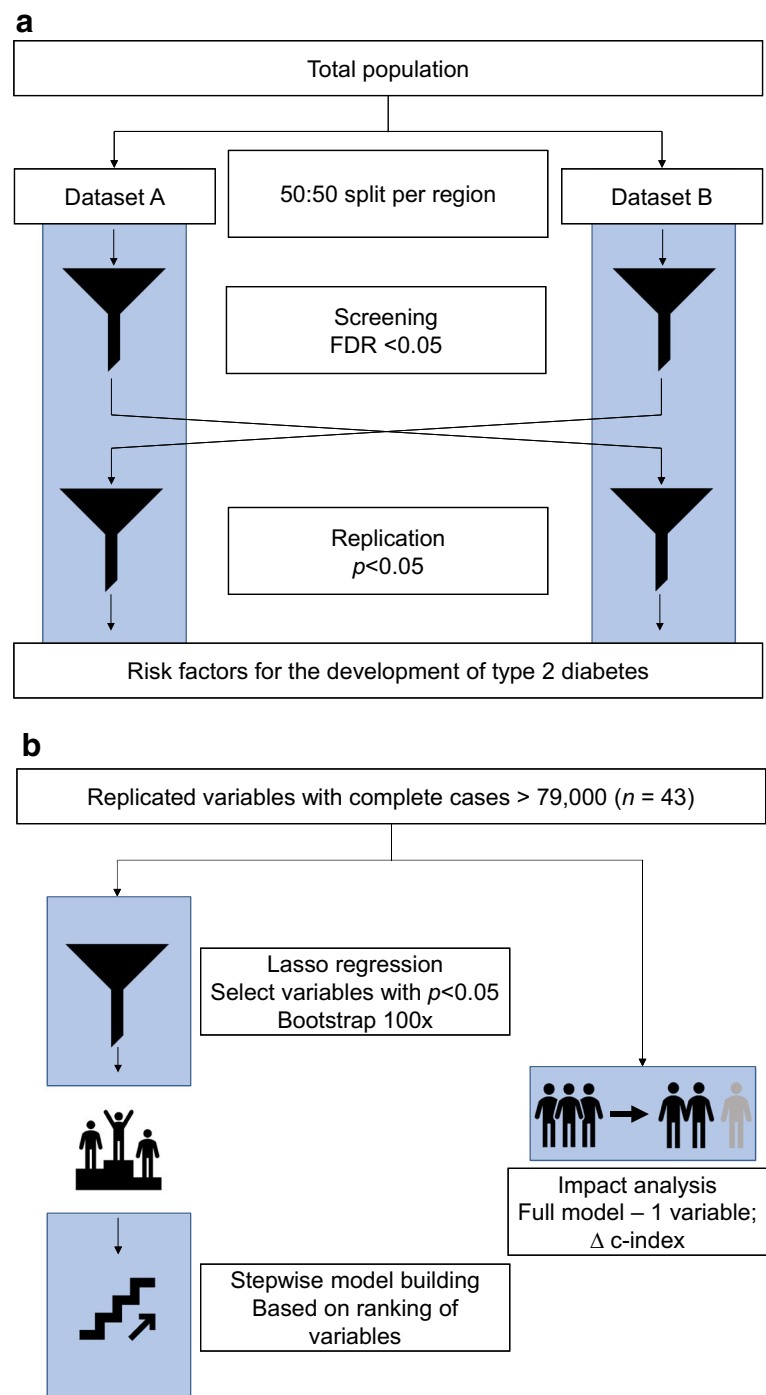 a
Total population
Dataset A
50:50 split per region
Dataset B
Screening
FDR <0.05
Replication
p<0.05
Risk factors for the development of type 2 diabetes
b
Replicated variables with complete cases > 79,000 (n = 43)
Lasso regression
Select variables with p<0.05
Bootstrap 100x
Impact analysis
Full model – 1 variable;
Δ c-index
Stepwise model building
Based on ranking of
variables